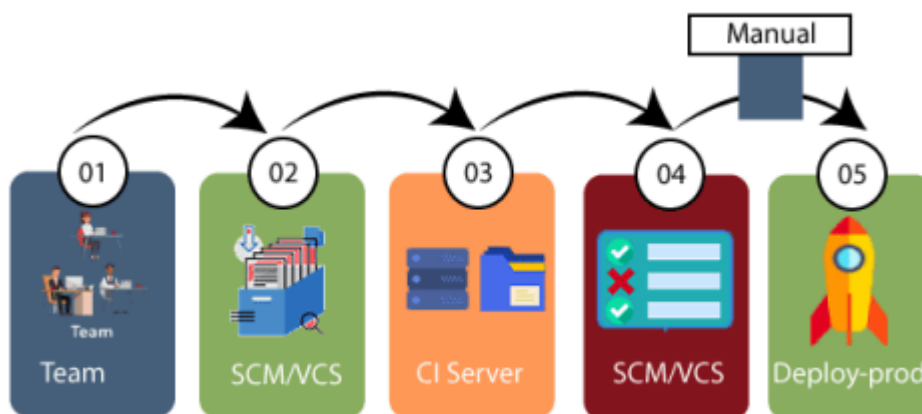 Manual
01
02
03
04
05
Team
Team
SCM/VCS
CI Server
SCM/VCS
Deploy-prod